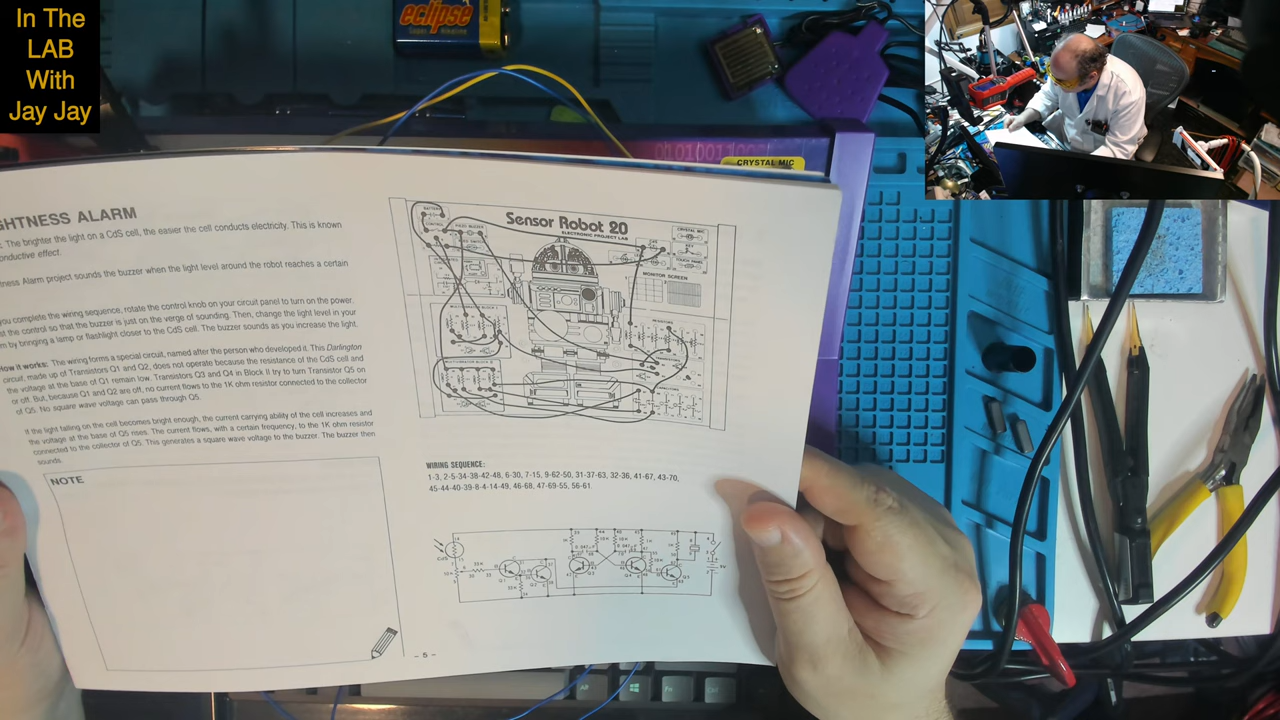 In The
LAB
With
Jay Jay
eclipse
Super Alkaline
CRYSTAL MIC
GHTNESS ALARM
The brighter the light on a CdS cell, the easier the cell conducts electricity. This is known
onductive effect.
tness Alarm project sounds the buzzer when the light level around the robot reaches a certain
you complete the wiring sequence, rotate the control knob on your circuit panel to turn on the power.
et the control so that the buzzer is just on the verge of sounding. Then, change the light level in your
m by bringing a lamp or flashlight closer to the CdS cell. The buzzer sounds as you increase the light.
How it works: The wiring forms a special circuit, named after the person who developed it. This Darlington
circuit, made up of Transistors Q1 and Q2, does not operate because the resistance of the CdS cell and
the voltage at the base of Q1 remain low. Transistors Q3 and Q4 in Block II try to turn Transistor Q5 on
or off. But, because Q1 and Q2 are off, no current flows to the 1K ohm resistor connected to the collector
of Q5. No square wave voltage can pass through Q5.
If the light falling on the cell becomes bright enough, the current carrying ability of the cell increases and
the voltage at the base of Q5 rises. The current flows, with a certain frequency, to the 1K ohm resistor
connected to the collector of Q5. This generates a square wave voltage to the buzzer. The buzzer then
sounds.
NOTE
Sensor Robot 20
ELECTRONIC PROJECT LAB
BATTERY
CONTROL
CRYSTAL MIC
MONITOR SCREEN
WIRING SEQUENCE:
1-3, 2-5-34-38-42-48, 6-30, 7-15, 9-62-50, 31-37-63, 32-36, 41-67, 43-70,
45-44-40-39-8-4-14-49, 46-68, 47-69-55, 56-61
CdS
Q1
Q2
Q3
Q4
Q5
- 5 -
Fn
Ctrl